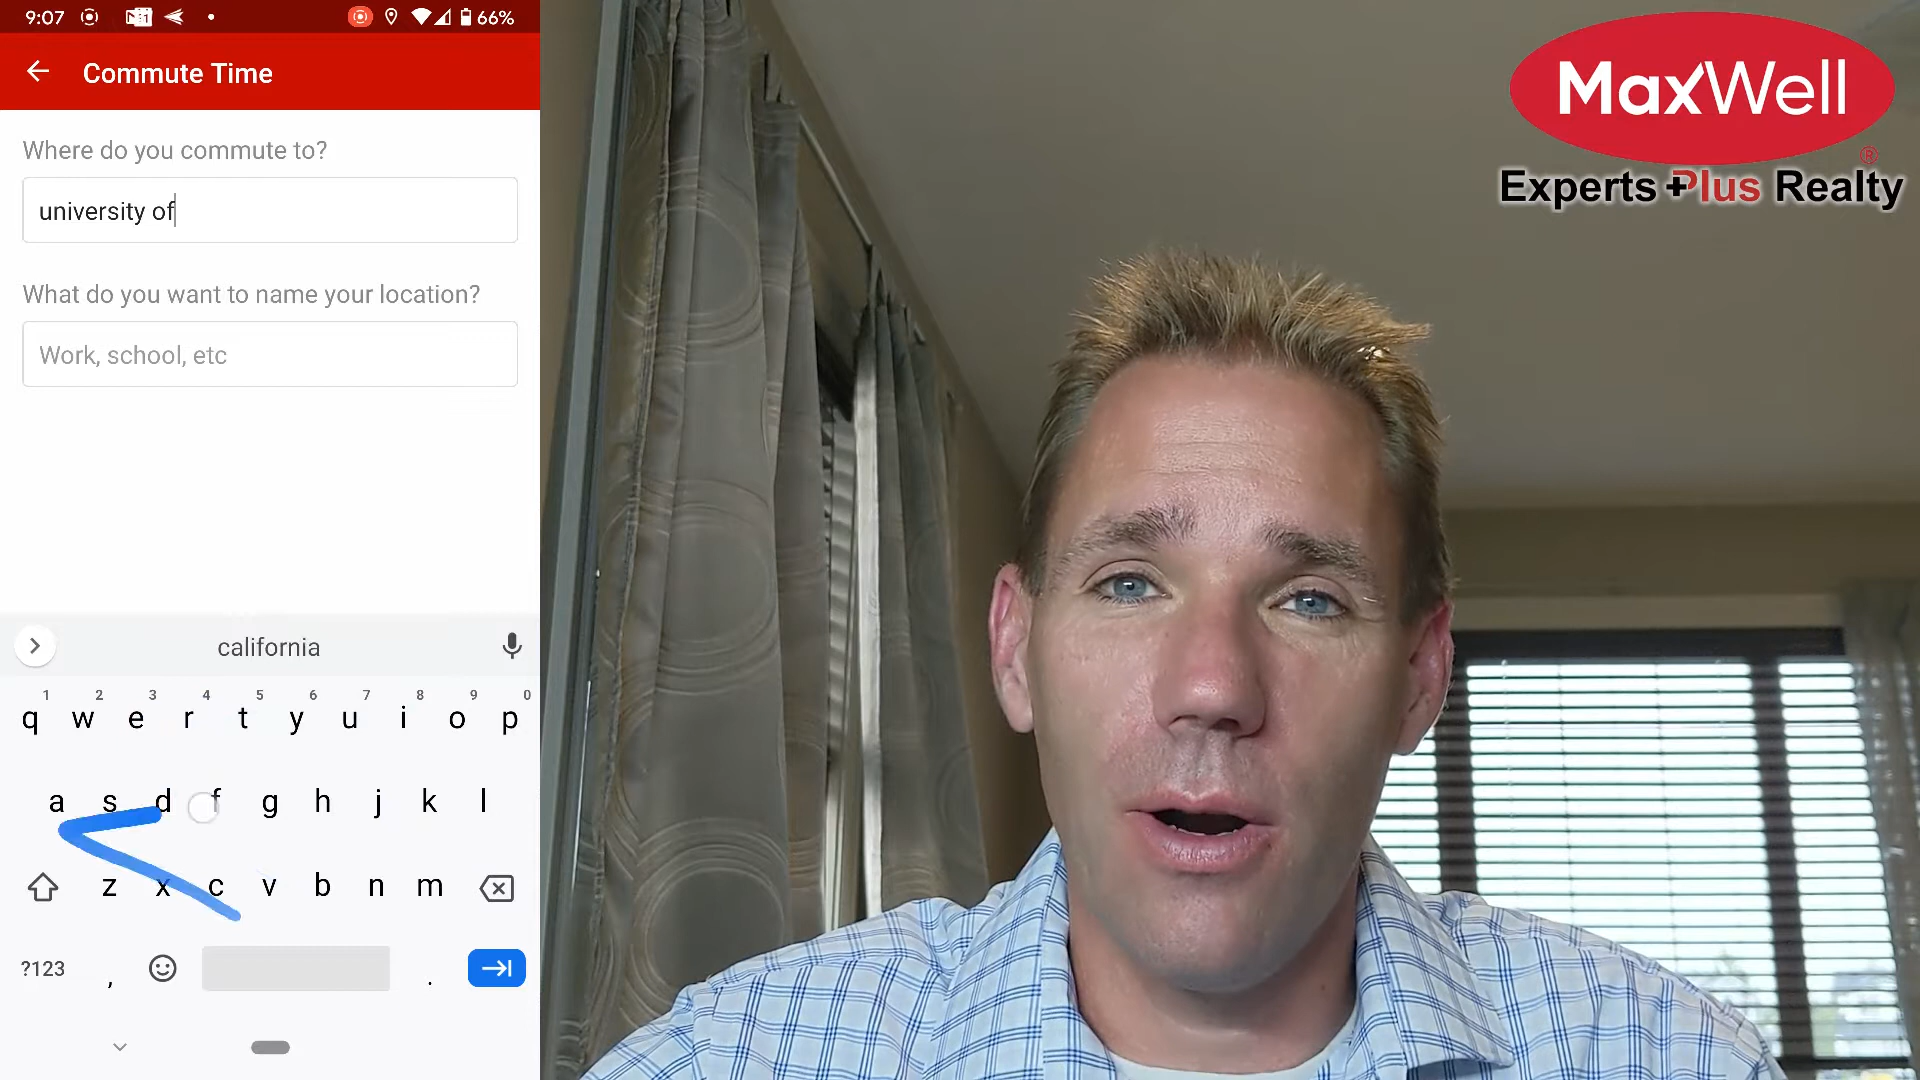 9:07
66%
Commute Time
Where do you commute to?
university of
What do you want to name your location?
Work, school, etc
california
1 2 3 4 5 6 7 8 9 0
q w e r t y u i o p
a s d f g h j k l
z x c v b n m
?123 , .
MaxWell
®
Experts Plus Realty